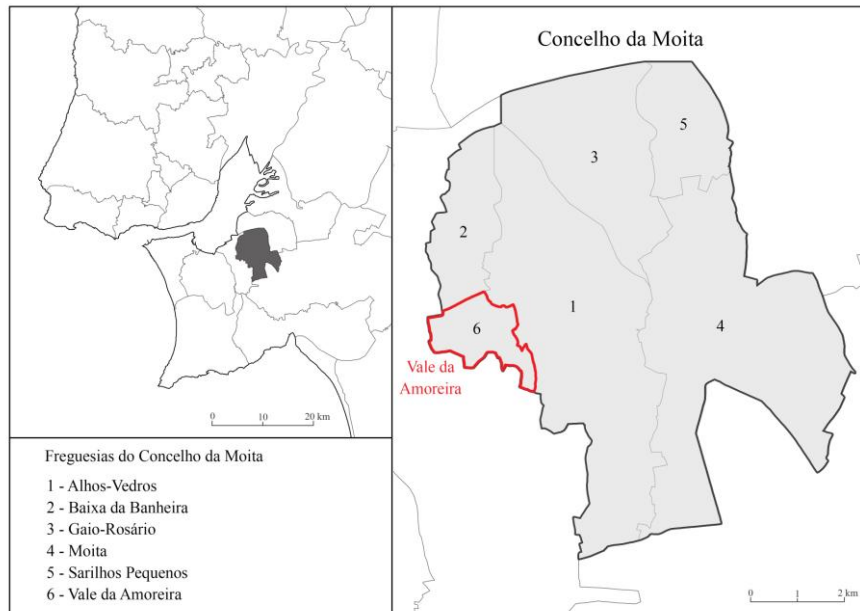 0 10 20 km
Freguesias do Concelho da Moita
1 - Alhos-Vedros
2 - Baixa da Banheira
3 - Gaio-Rosário
4 - Moita
5 - Sarilhos Pequenos
6 - Vale da Amoreira
Concelho da Moita
5
3
2
1
4
6
Vale da
Amoreira
0 1 2 km